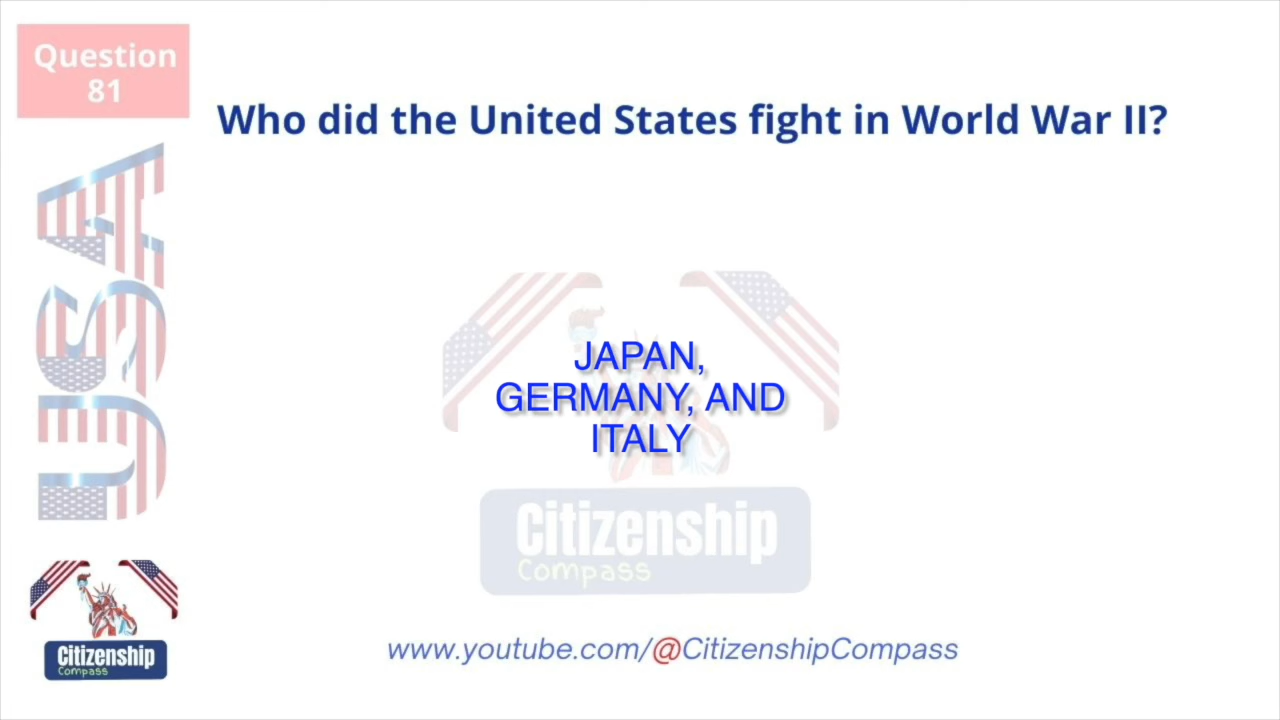 Question
81
Who did the United States fight in World War II?
USA
JAPAN,
GERMANY, AND
ITALY
Citizenship
Compass
Citizenship
Compass
www.youtube.com/@CitizenshipCompass